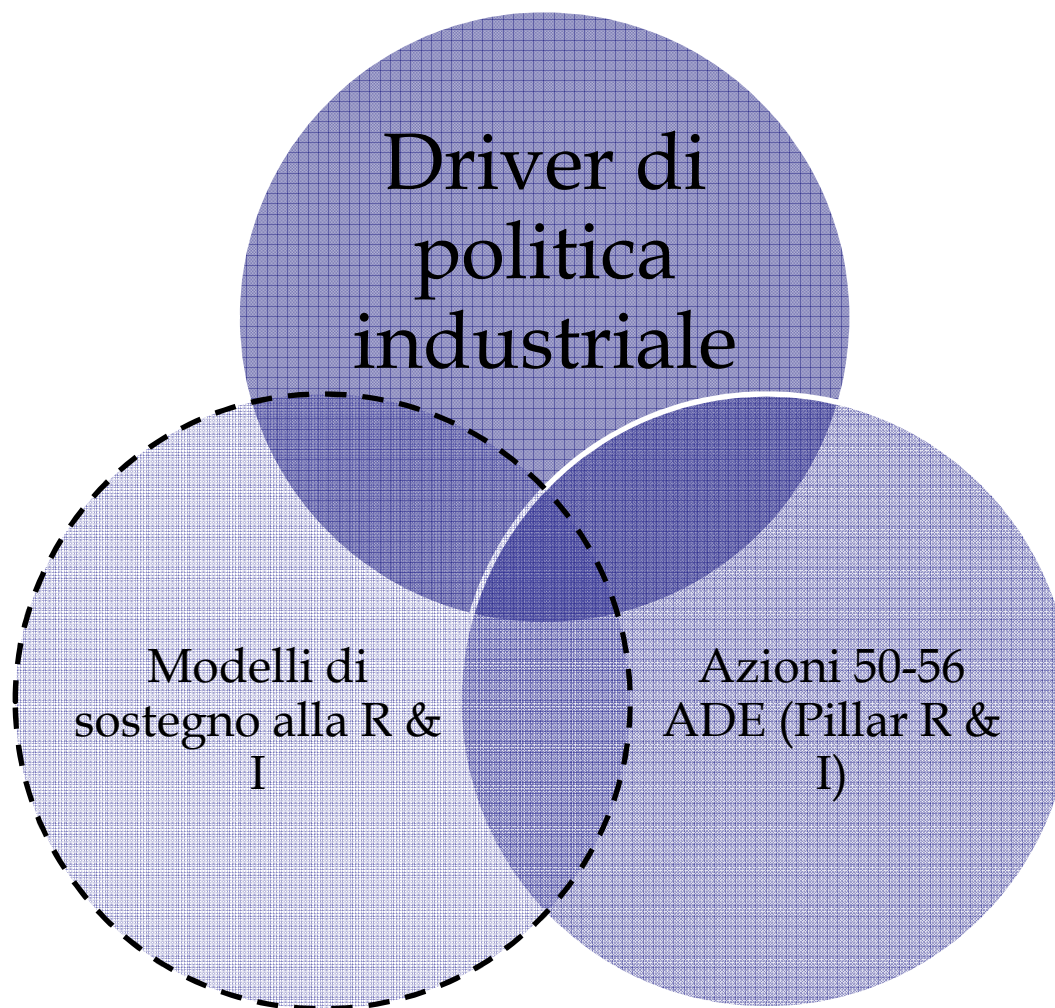 Driver di
politica
industriale
Modelli di
sostegno alla R &
I
Azioni 50-56
ADE (Pillar R &
I)